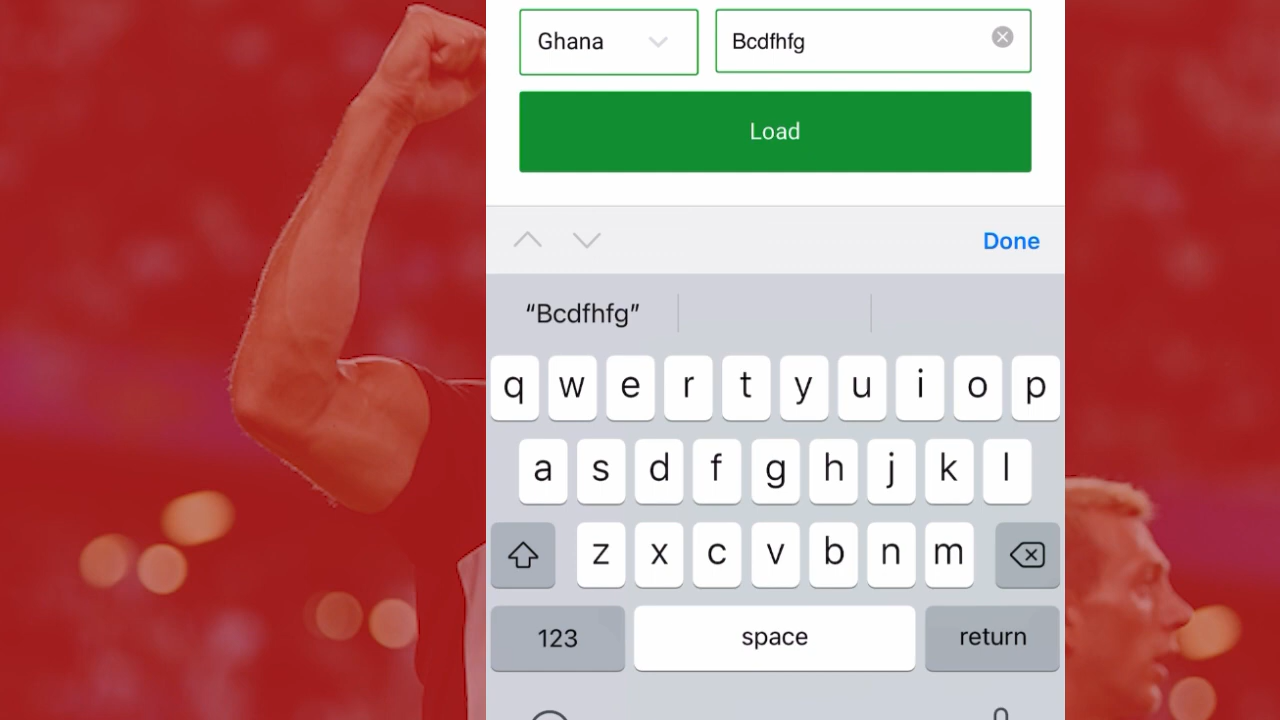 Ghana Bcdfhfg
Load
Done
“Bcdfhfg”
q w e r t y u i o p
a s d f g h j k l
z x c v b n m
123 space return